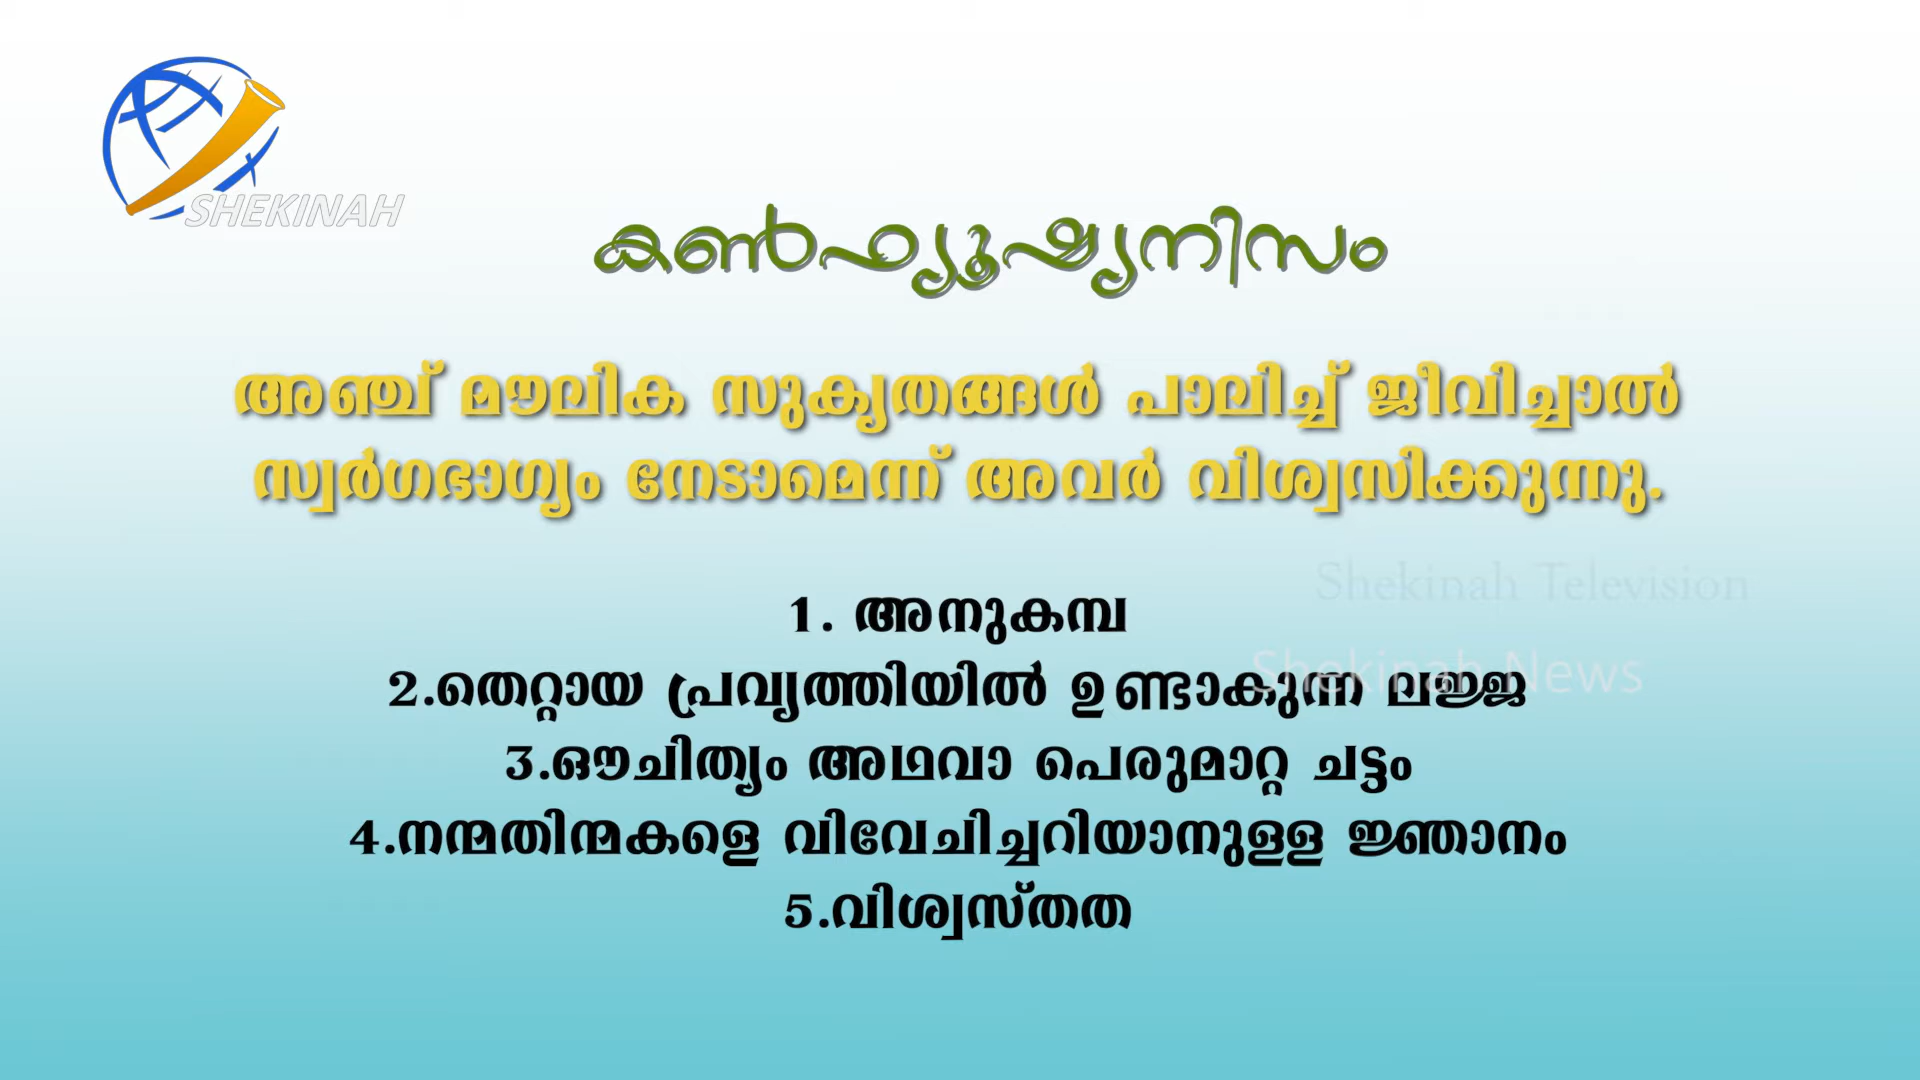 SHEKINAH
കൺഫ്യൂഷ്യനിസം
അഞ്ച് മൗലിക സുകൃതങ്ങൾ പാലിച്ച് ജീവിച്ചാൽ
സ്വർഗഭാഗ്യം നേടാമെന്ന് അവർ വിശ്വസിക്കുന്നു.
Shekinah Television
1. അനുകമ്പ
Shekinah News
2.തെറ്റായ പ്രവൃത്തിയിൽ ഉണ്ടാകുന്ന ലജ്ജ
3.ഔചിത്യം അഥവാ പെരുമാറ്റ ചട്ടം
4.നന്മതിന്മകളെ വിവേചിച്ചറിയാനുളള ജ്ഞാനം
5.വിശ്വസ്തത